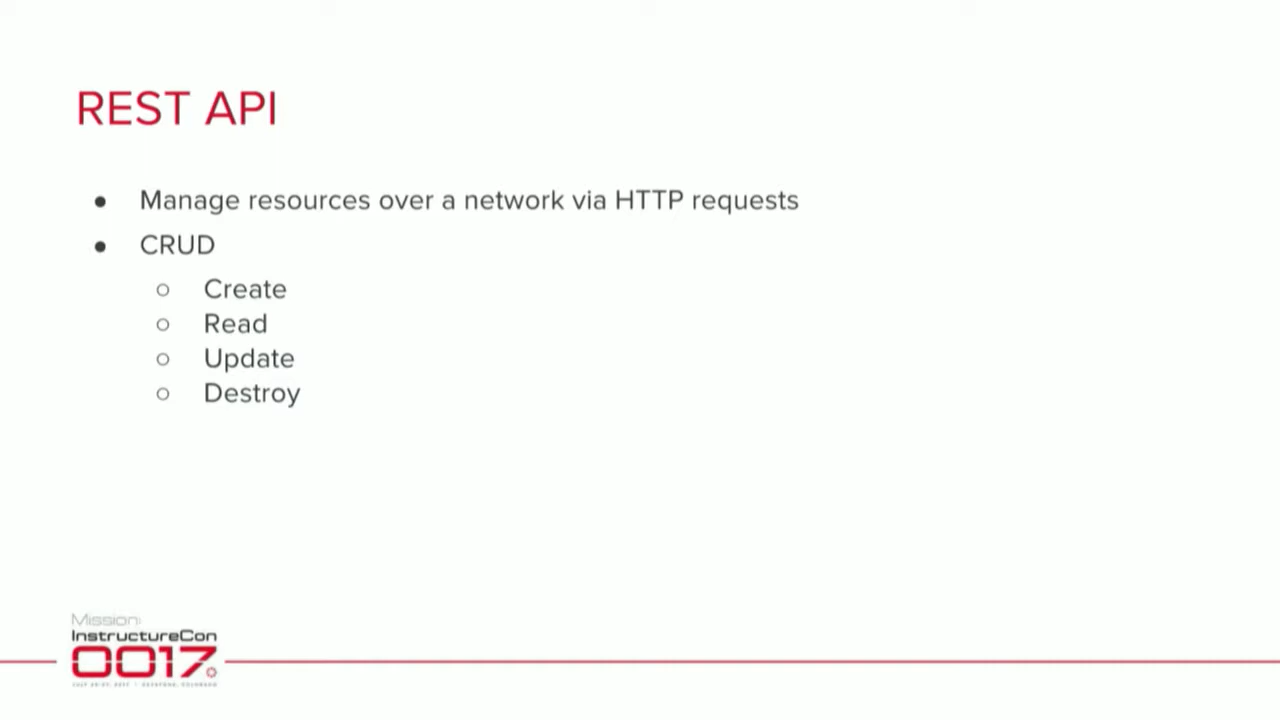 REST API
● Manage resources over a network via HTTP requests
● CRUD
○ Create
○ Read
○ Update
○ Destroy
Mission:
InstructureCon
0017